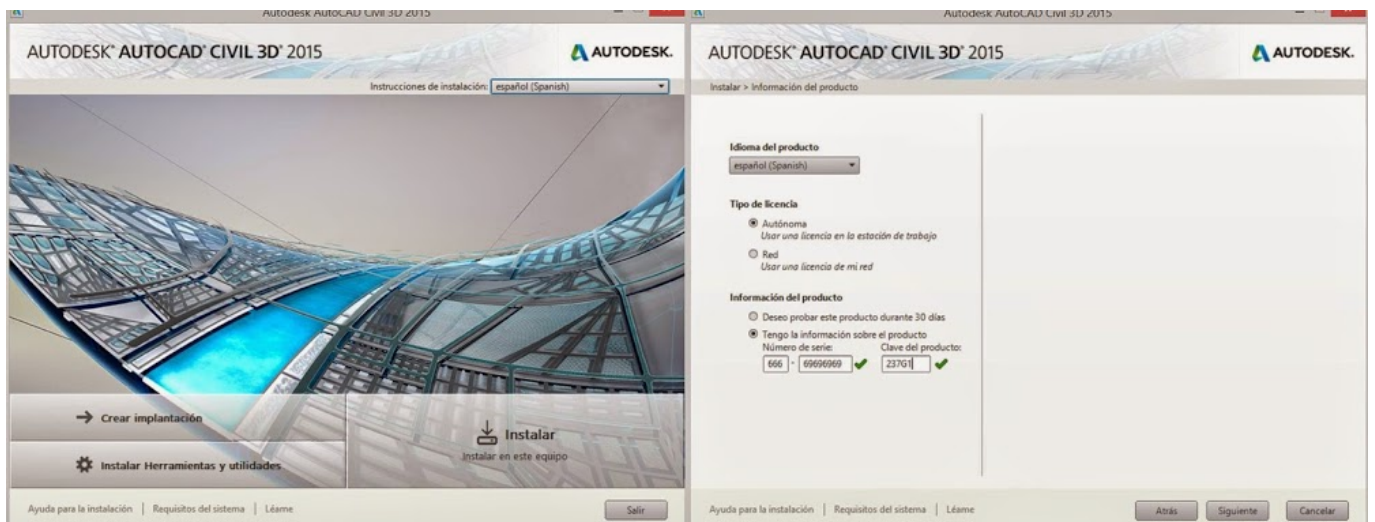 Autodesk AutoCAD Civil 3D 2015
AUTODESK® AUTOCAD® CIVIL 3D® 2015
AUTODESK.
Instrucciones de instalación: español (Spanish)
Crear implantación
Instalar Herramientas y utilidades
Instalar
Instalar en este equipo
Ayuda para la instalación | Requisitos del sistema | Léame
Salir
Autodesk AutoCAD Civil 3D 2015
AUTODESK® AUTOCAD® CIVIL 3D® 2015
AUTODESK.
Instalar > Información del producto
Idioma del producto
español (Spanish)
Tipo de licencia
Autónoma
Usar una licencia en la estación de trabajo
Red
Usar una licencia de mi red
Información del producto
Deseo probar este producto durante 30 días
Tengo la información sobre el producto
Número de serie: Clave del producto:
666 - 69696969 237G1
Ayuda para la instalación | Requisitos del sistema | Léame
Atrás Siguiente Cancelar